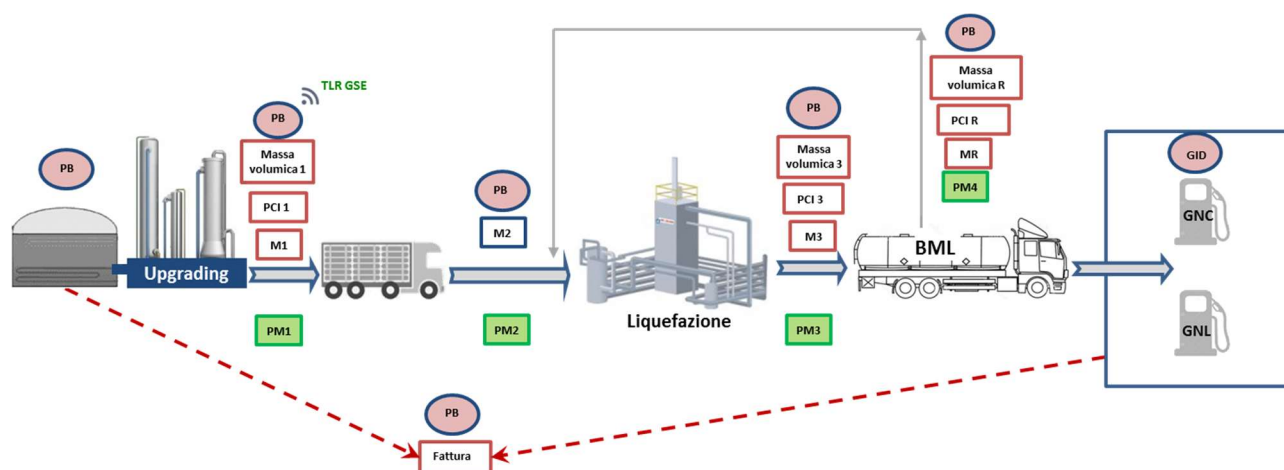 PB
Upgrading
TLR GSE
PB
Massa
volumica 1
PCI 1
M1
PM1
PB
M2
PM2
Liquefazione
PB
Massa
volumica 3
PCI 3
M3
PM3
PB
Massa
volumica R
PCI R
MR
PM4
BML
GID
GNC
GNL
PB
Fattura